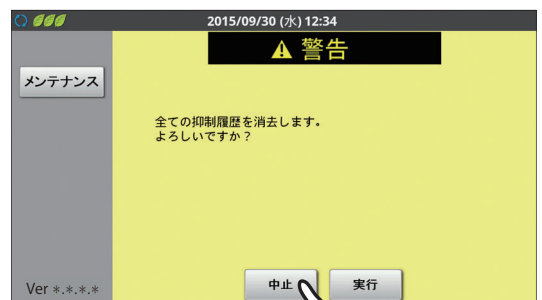 2015/09/30 (水) 12:34
警告
メンテナンス
全ての抑制履歴を消去します。
よろしいですか？
中止
実行
Ver *.*.*.*